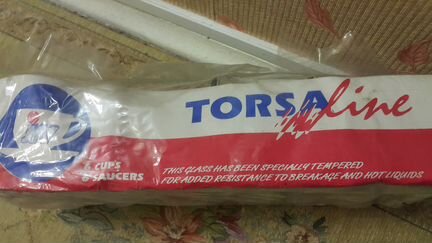 TORSAline
6 CUPS
6 SAUCERS
THIS GLASS HAS BEEN SPECIALLY TEMPERED
FOR ADDED RESISTANCE TO BREAKAGE AND HOT LIQUIDS